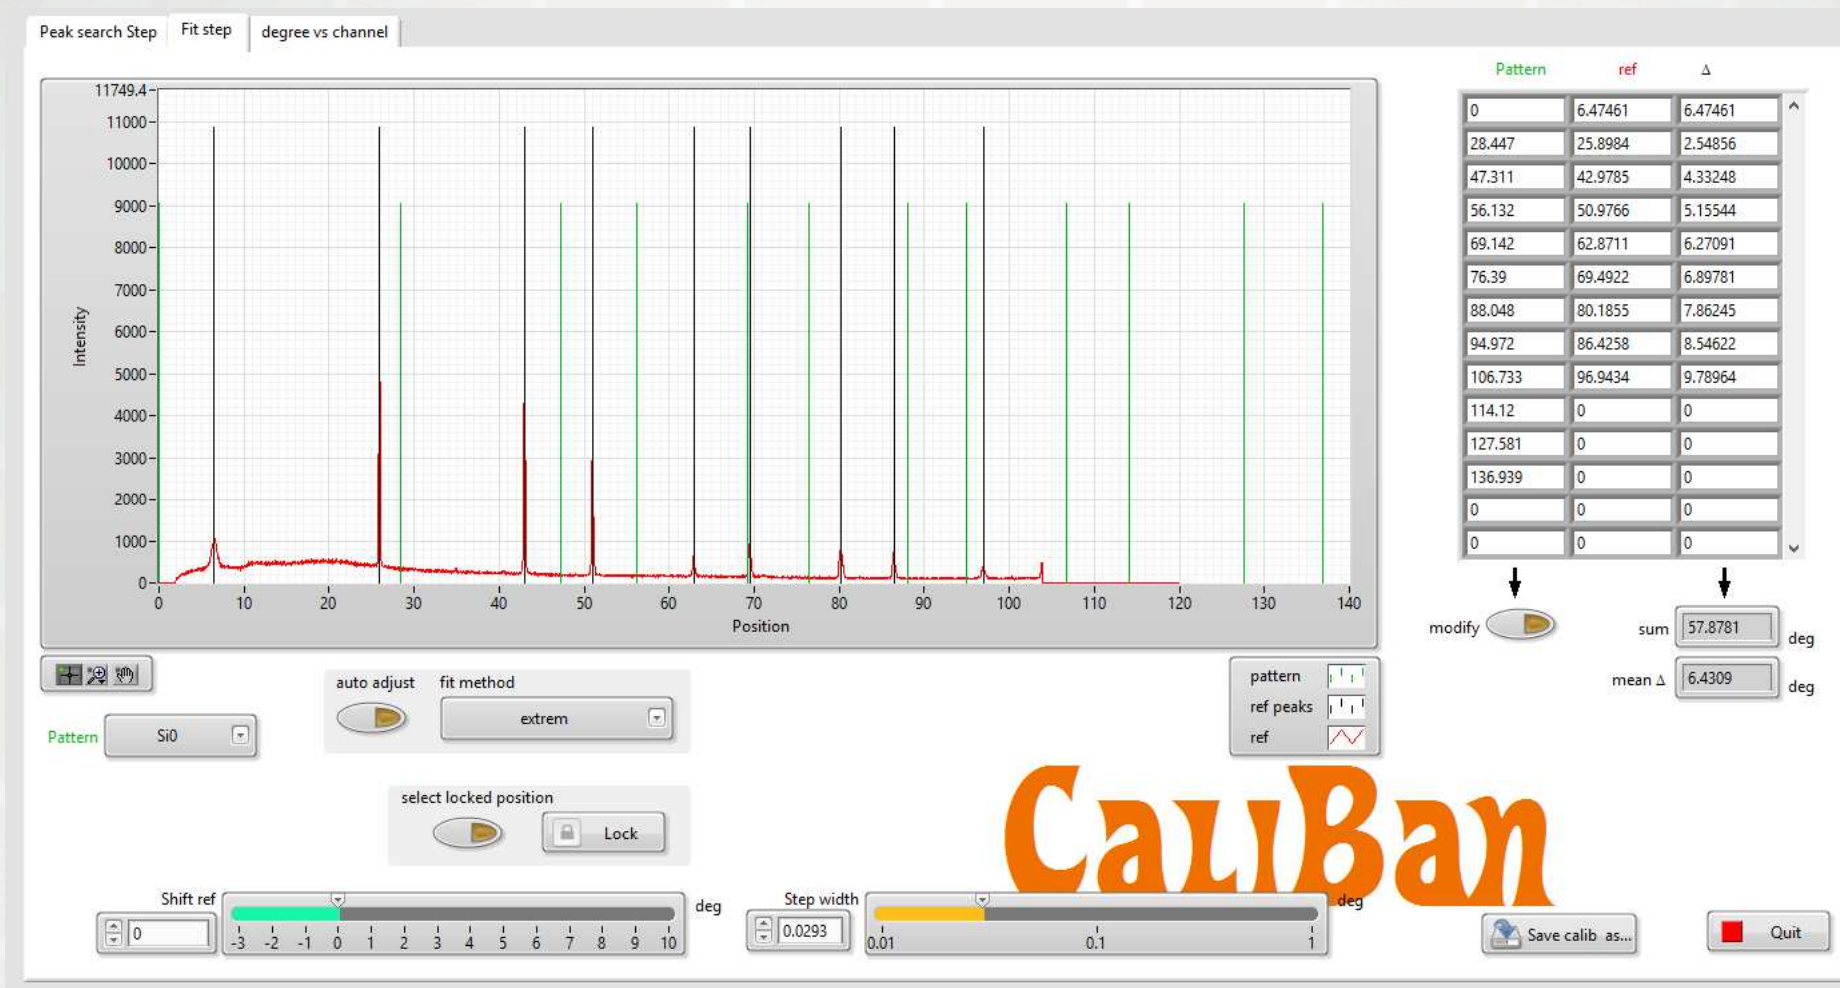 Peak search Step Fit step degree vs channel
Pattern ref Δ
0 6.47461 6.47461
28.447 25.8984 2.54856
47.311 42.9785 4.33248
56.132 50.9766 5.15544
69.142 62.8711 6.27091
76.39 69.4922 6.89781
88.048 80.1855 7.86245
94.972 86.4258 8.54622
106.733 96.9434 9.78964
114.12 0 0
127.581 0 0
136.939 0 0
0 0 0
0 0 0
11749.4
11000
10000
9000
8000
7000
6000
5000
4000
3000
2000
1000
0
Intensity
0 10 20 30 40 50 60 70 80 90 100 110 120 130 140
Position
modify
sum 57.8781 deg
mean Δ 6.4309 deg
pattern
ref peaks
ref
auto adjust fit method
extrem
Pattern Si0
select locked position
Lock
CaliBan
Shift ref deg
0
-3 -2 -1 0 1 2 3 4 5 6 7 8 9 10
Step width deg
0.0293
0.01 0.1 1
Save calib as...
Quit